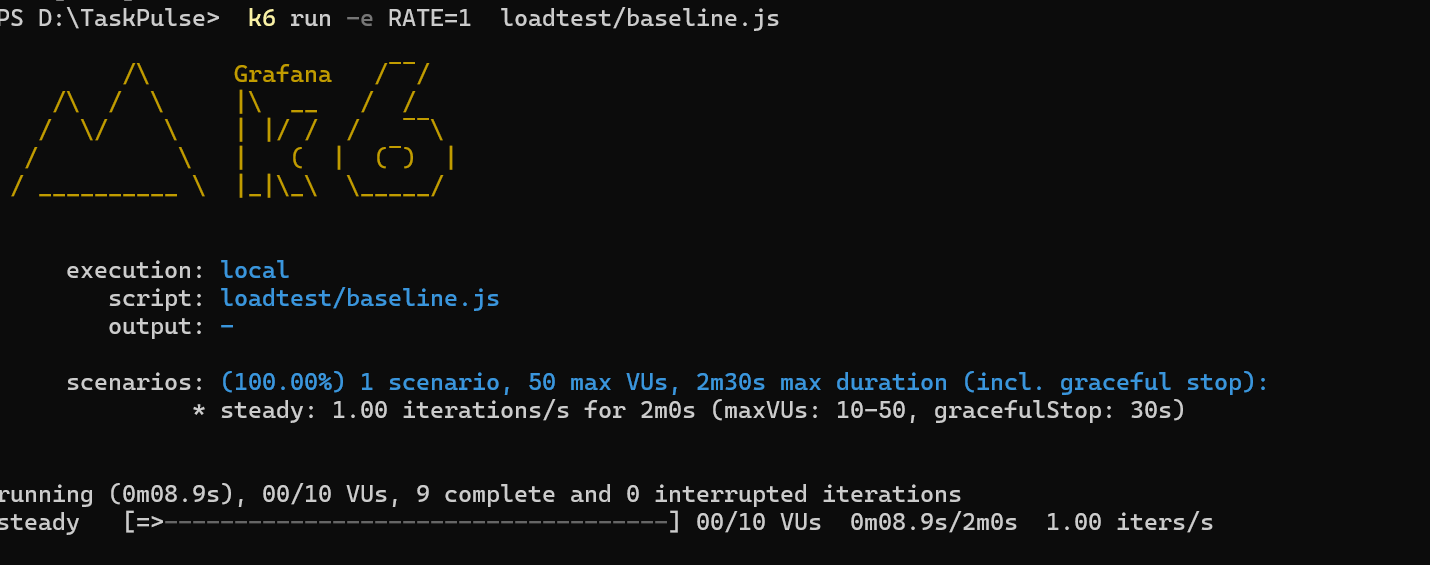 PS D:\TaskPulse>  k6 run -e RATE=1  loadtest/baseline.js
Grafana
execution: local
script: loadtest/baseline.js
output: -
scenarios: (100.00%) 1 scenario, 50 max VUs, 2m30s max duration (incl. graceful stop):
* steady: 1.00 iterations/s for 2m0s (maxVUs: 10-50, gracefulStop: 30s)
running (0m08.9s), 00/10 VUs, 9 complete and 0 interrupted iterations
steady   [=>------------------------------------] 00/10 VUs  0m08.9s/2m0s  1.00 iters/s